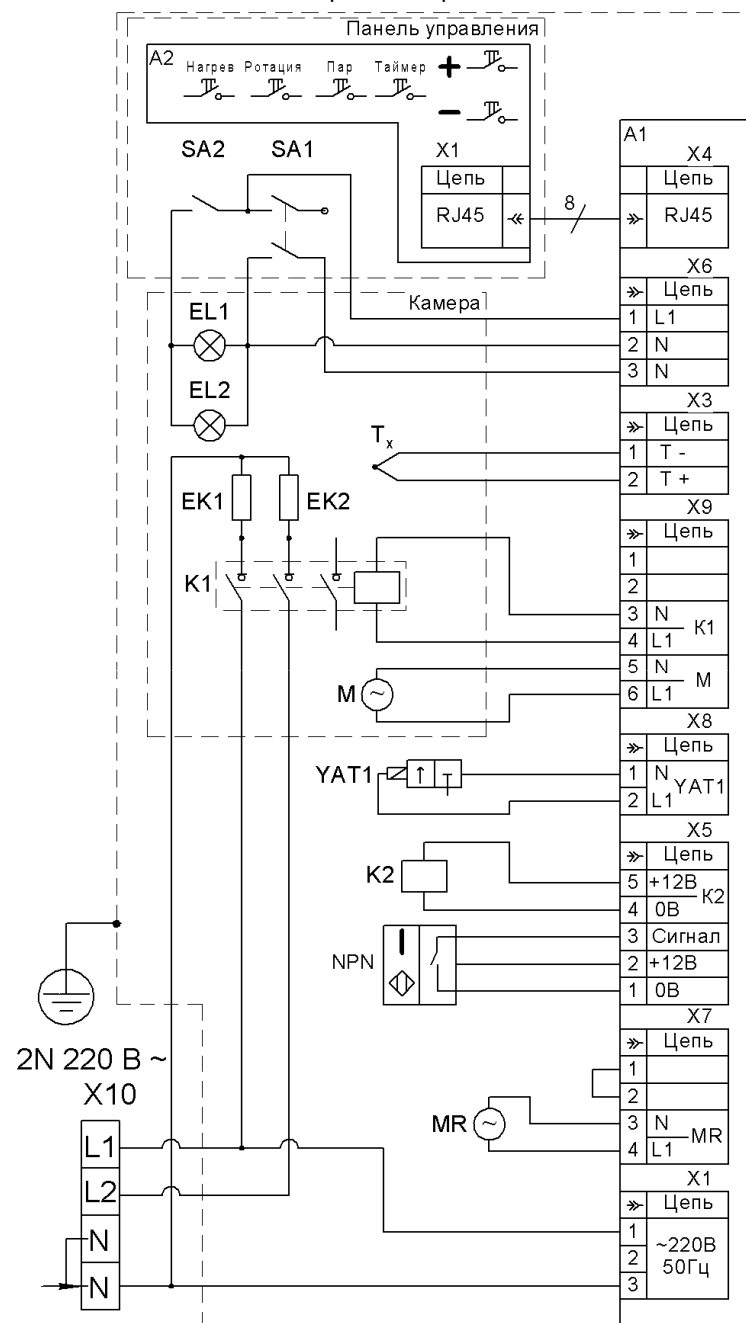 Панель управления
A2
Нагрев Ротация Пар Таймер +
−
SA2 SA1
X1
Цепь
RJ45
8
A1
X4
Цепь
RJ45
X6
Цепь
1 L1
2 N
3 N
Камера
EL1
EL2
X3
Цепь
1 T -
2 T +
Tx
EK1 EK2
K1
X9
Цепь
1
2
3 N
4 L1
K1
5 N
6 L1
M
M ~
X8
Цепь
1 N
2 L1
YAT1
YAT1
X5
Цепь
5 +12В
4 0В
K2
3 Сигнал
2 +12В
1 0В
K2
NPN
X7
Цепь
1
2
3 N
4 L1
MR
MR ~
2N 220 В ~
X10
L1
L2
N
N
X1
Цепь
1
2
3
~220В
50Гц